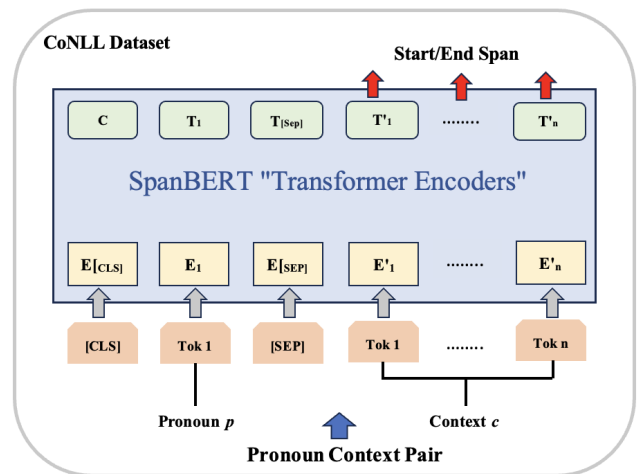 CoNLL Dataset
Start/End Span
C T1 T[Sep] T'1 ........ T'n
SpanBERT "Transformer Encoders"
E[CLS] E1 E[SEP] E'1 ........ E'n
[CLS] Tok 1 [SEP] Tok 1 ........ Tok n
Pronoun p Context c
Pronoun Context Pair